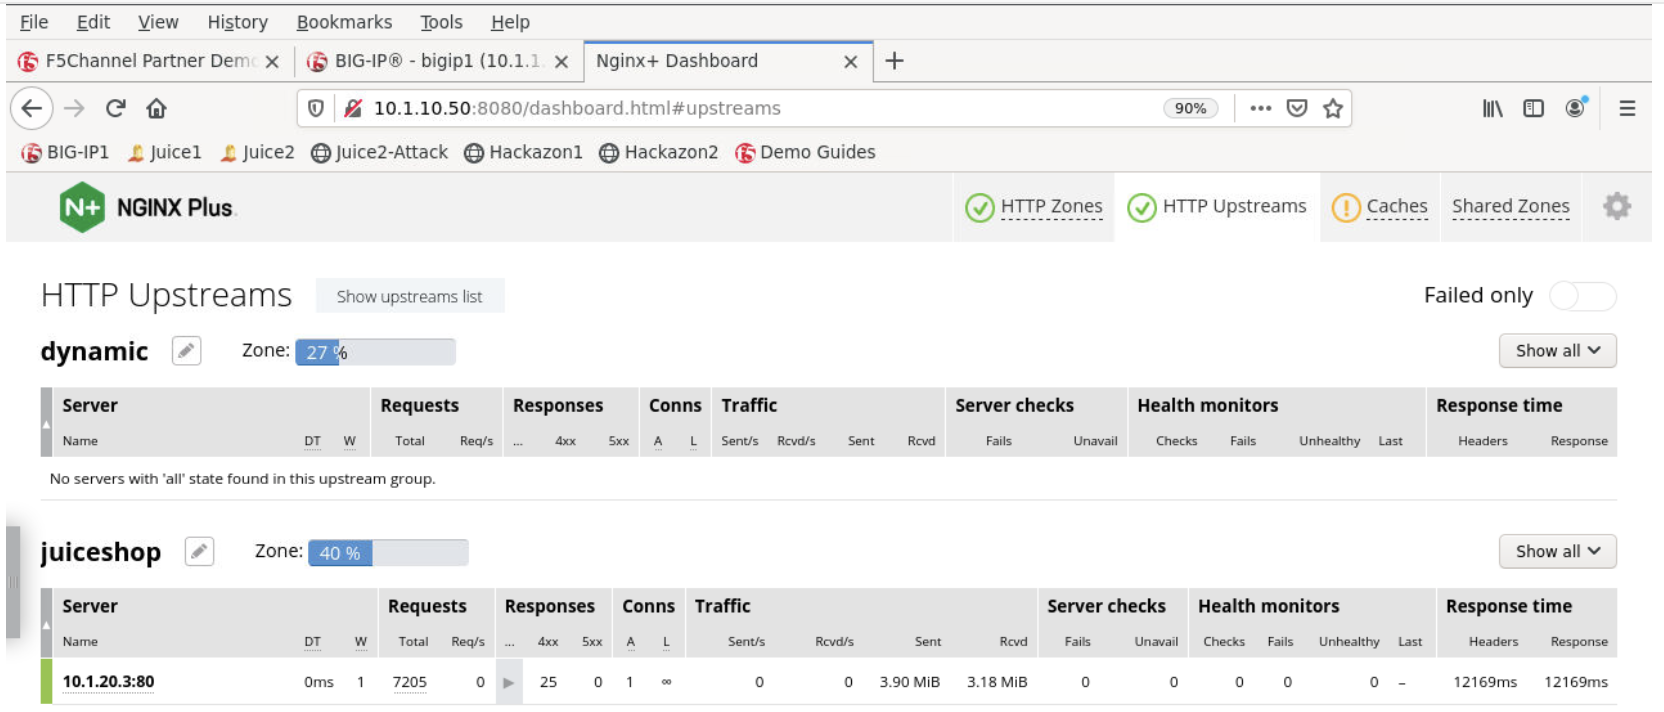 File Edit View History Bookmarks Tools Help
F5Channel Partner Demo BIG-IP® - bigip1 (10.1.1. Nginx+ Dashboard
10.1.10.50:8080/dashboard.html#upstreams 90%
BIG-IP1 Juice1 Juice2 Juice2-Attack Hackazon1 Hackazon2 Demo Guides
N+ NGINX Plus HTTP Zones HTTP Upstreams Caches Shared Zones
HTTP Upstreams Show upstreams list Failed only
dynamic Zone: 27 % Show all
Server Requests Responses Conns Traffic Server checks Health monitors Response time
Name DT W Total Req/s ... 4xx 5xx A L Sent/s Rcvd/s Sent Rcvd Fails Unavail Checks Fails Unhealthy Last Headers Response
No servers with 'all' state found in this upstream group.
juiceshop Zone: 40 % Show all
Server Requests Responses Conns Traffic Server checks Health monitors Response time
Name DT W Total Req/s ... 4xx 5xx A L Sent/s Rcvd/s Sent Rcvd Fails Unavail Checks Fails Unhealthy Last Headers Response
10.1.20.3:80 0ms 1 7205 0 25 0 1 ∞ 0 0 3.90 MiB 3.18 MiB 0 0 0 0 0 – 12169ms 12169ms